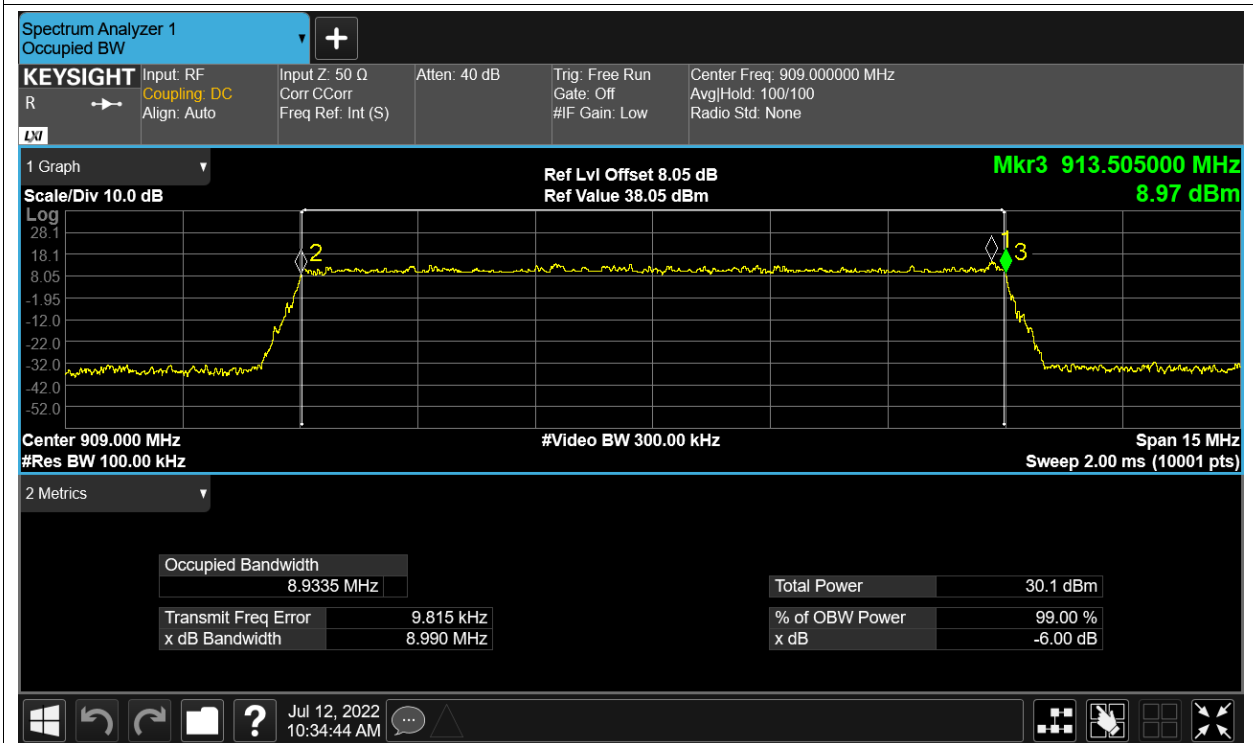 Spectrum Analyzer 1
Occupied BW
+
KEYSIGHT
R
LXI
Input: RF
Coupling: DC
Align: Auto
Input Z: 50 Ω
Corr CCorr
Freq Ref: Int (S)
Atten: 40 dB
Trig: Free Run
Gate: Off
#IF Gain: Low
Center Freq: 909.000000 MHz
Avg|Hold: 100/100
Radio Std: None
1 Graph
Scale/Div 10.0 dB
Ref Lvl Offset 8.05 dB
Ref Value 38.05 dBm
Mkr3 913.505000 MHz
8.97 dBm
Log
28.1
18.1
8.05
-1.95
-12.0
-22.0
-32.0
-42.0
-52.0
2
1
3
Center 909.000 MHz
#Res BW 100.00 kHz
#Video BW 300.00 kHz
Span 15 MHz
Sweep 2.00 ms (10001 pts)
2 Metrics
Occupied Bandwidth
8.9335 MHz
Transmit Freq Error 9.815 kHz
x dB Bandwidth 8.990 MHz
Total Power 30.1 dBm
% of OBW Power 99.00 %
x dB -6.00 dB
?
Jul 12, 2022
10:34:44 AM